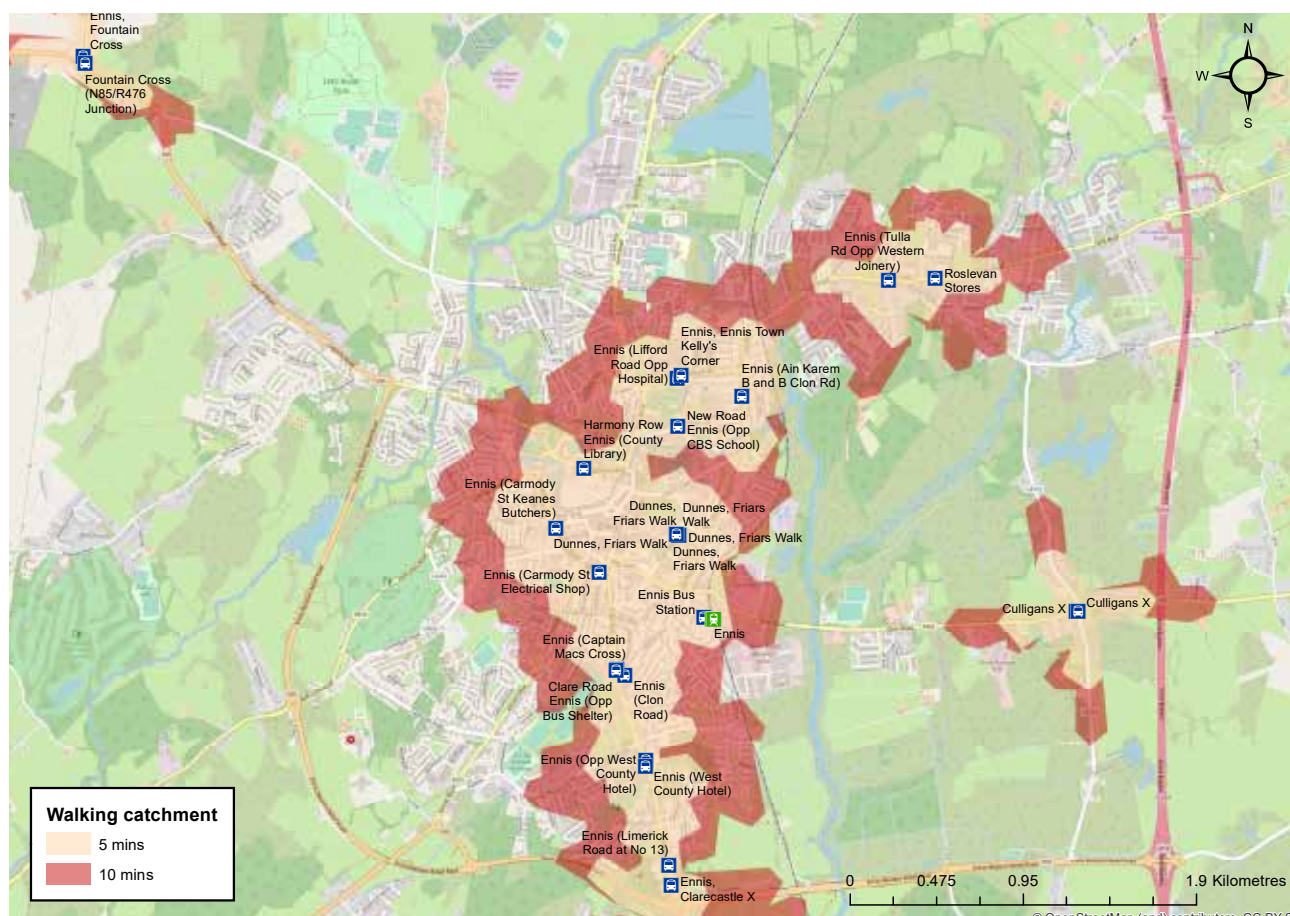 Ennis,
Fountain
Cross
Fountain Cross
(N85/R476
Junction)
N
W
S
Ennis (Tulla
Rd Opp Western
Joinery)
Roslevan
Stores
Ennis, Ennis Town
Kelly's
Corner
Ennis (Lifford
Road Opp
Hospital)
Ennis (Ain Karem
B and B Clon Rd)
Harmony Row
Ennis (County
Library)
New Road
Ennis (Opp
CBS School)
Ennis (Carmody
St Keanes
Butchers)
Dunnes,
Friars Walk
Dunnes, Friars
Walk
Dunnes, Friars Walk
Dunnes, Friars Walk
Dunnes,
Friars Walk
Ennis (Carmody St
Electrical Shop)
Ennis Bus
Station
Ennis
Culligans X
Culligans X
Ennis (Captain
Macs Cross)
Clare Road
Ennis (Opp
Bus Shelter)
Ennis
(Clon
Road)
Ennis (Opp West
County
Hotel)
Ennis (West
County Hotel)
Ennis (Limerick
Road at No 13)
Ennis,
Clarecastle X
Walking catchment
5 mins
10 mins
0
0.475
0.95
1.9 Kilometres